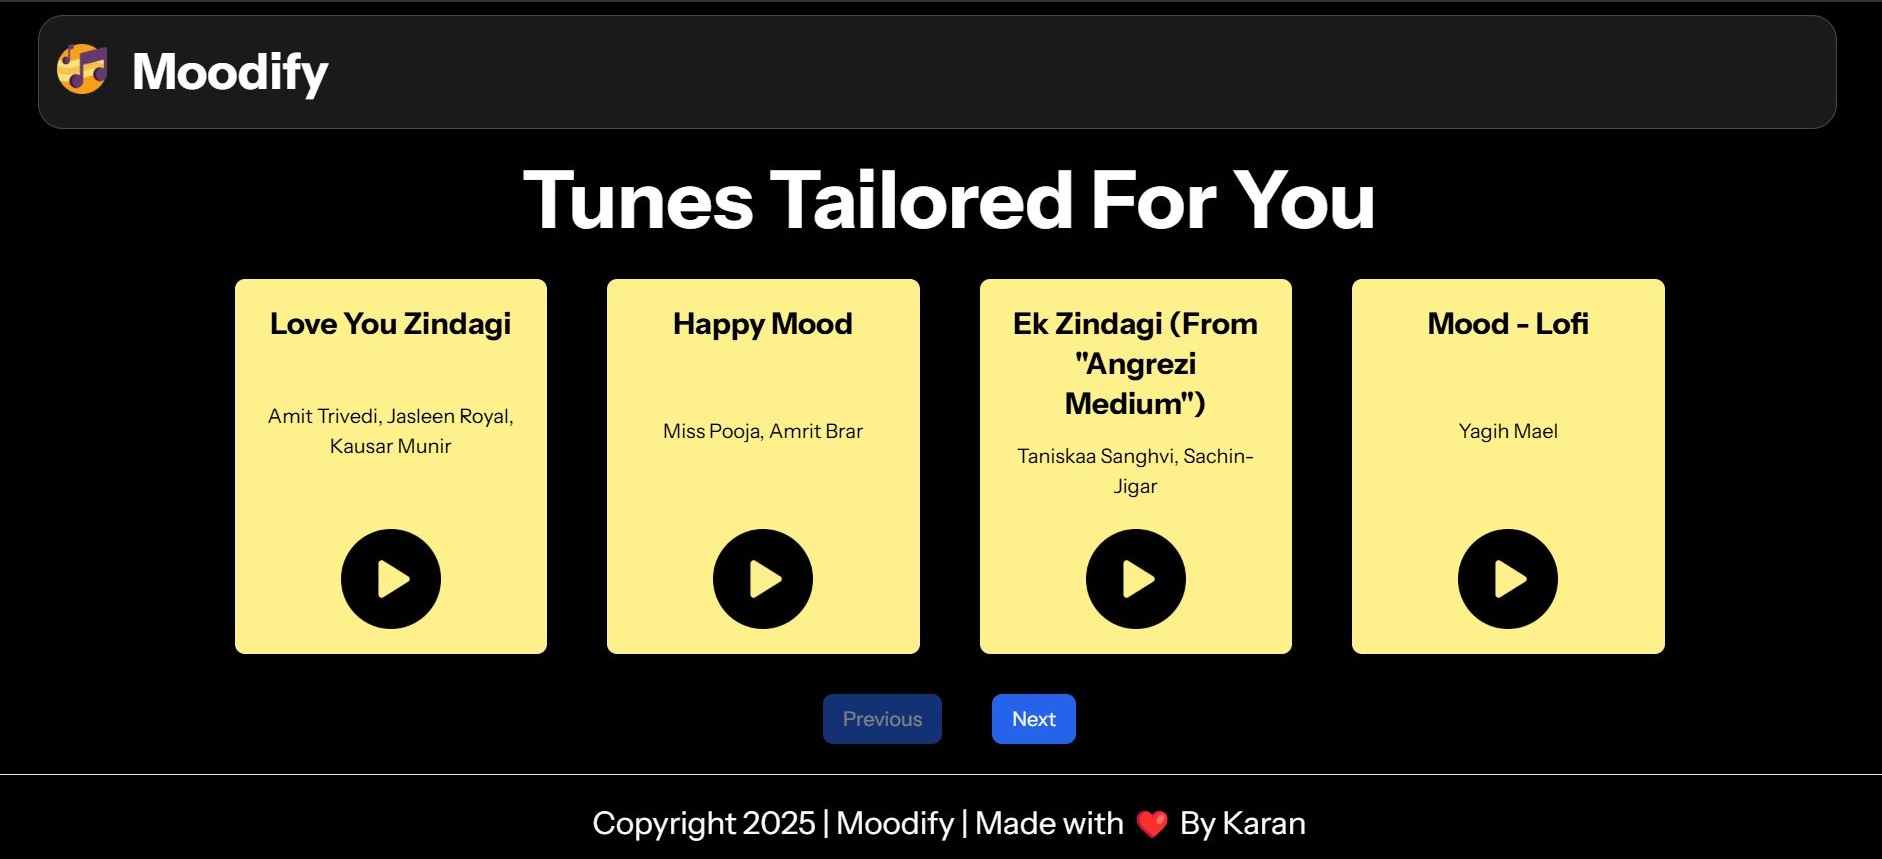 Moodify
Tunes Tailored For You
Love You Zindagi
Amit Trivedi, Jasleen Royal,
Kausar Munir
Happy Mood
Miss Pooja, Amrit Brar
Ek Zindagi (From
"Angrezi
Medium")
Taniskaa Sanghvi, Sachin-
Jigar
Mood - Lofi
Yagih Mael
Previous
Next
Copyright 2025 | Moodify | Made with ❤️ By Karan